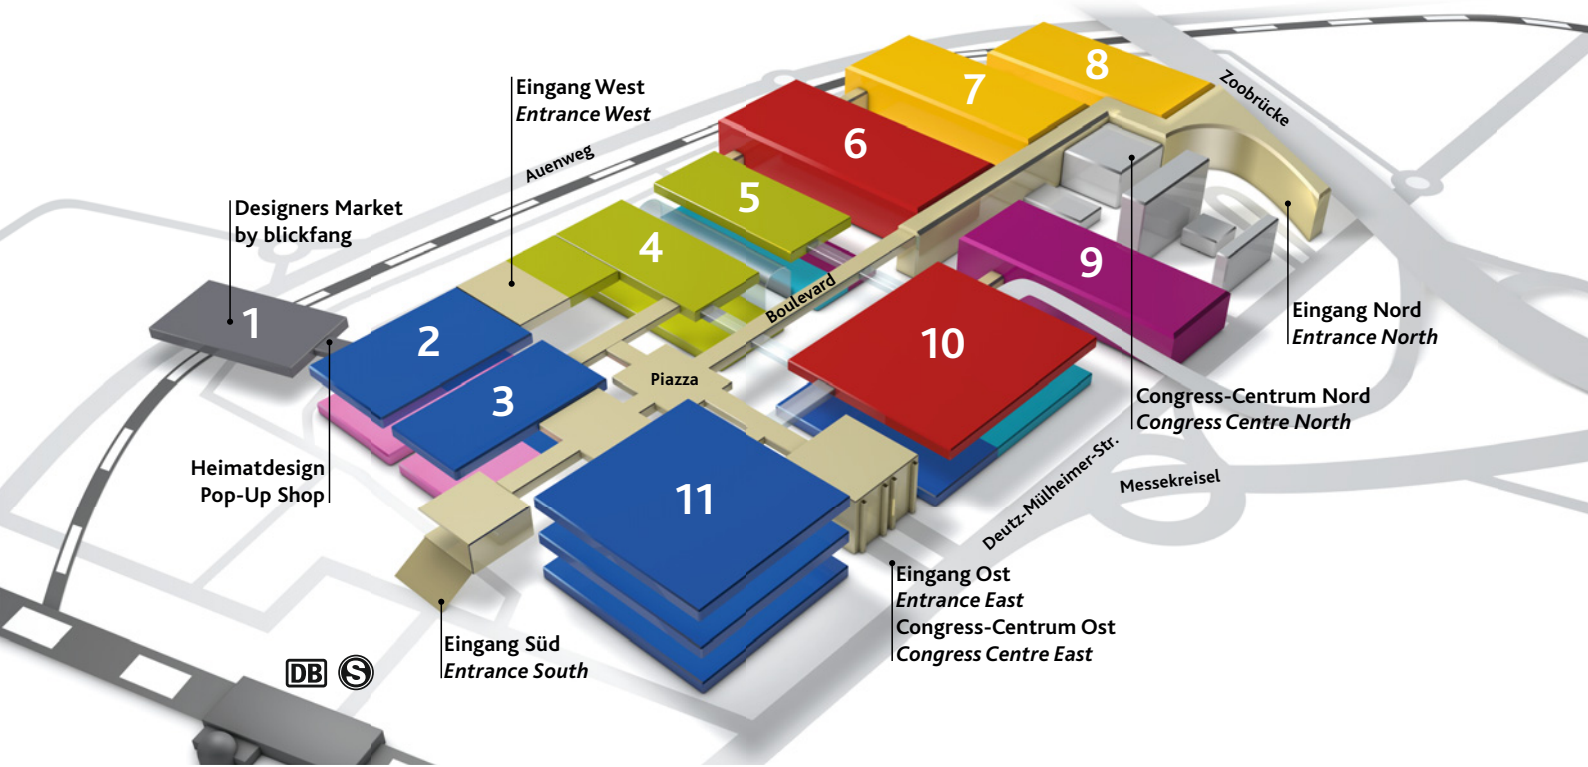 8
Zoobrücke
7
Eingang West
Entrance West
6
Auenweg
5
Designers Market
by blickfang
4
9
Boulevard
1
2
10
Eingang Nord
Entrance North
Piazza
3
Congress-Centrum Nord
Congress Centre North
Heimatdesign
Pop-Up Shop
11
Messekreisel
Deutz-Mülheimer-Str.
Eingang Ost
Entrance East
Congress-Centrum Ost
Congress Centre East
Eingang Süd
Entrance South
DB
S